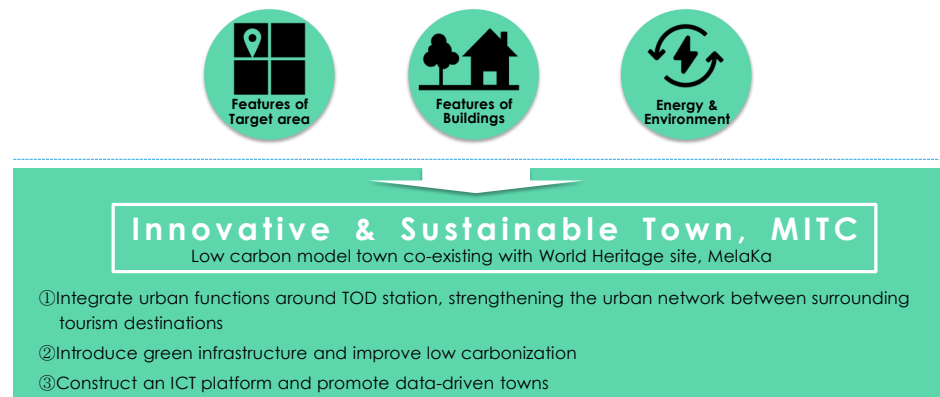 Features of
Target area
Features of
Buildings
Energy &
Environment
Innovative & Sustainable Town, MITC
Low carbon model town co-existing with World Heritage site, MelaKa
①Integrate urban functions around TOD station, strengthening the urban network between surrounding
tourism destinations
②Introduce green infrastructure and improve low carbonization
③Construct an ICT platform and promote data-driven towns